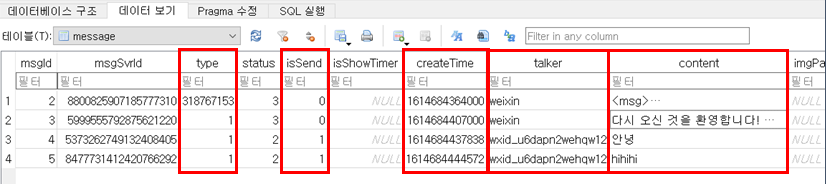 데이터베이스 구조 데이터 보기 Pragma 수정 SQL 실행
테이블(T): message Filter in any column
msgId msgSvrId type status isSend isShowTimer createTime talker content imgPa
필터 필터 필터 필터 필터 필터 필터 필터 필터 필터
1 2 8800825907185777310 318767153 3 0 NULL 1614684364000 weixin <msg>…
2 3 5999555792875621220 1 3 0 NULL 1614684407000 weixin 다시 오신 것을 환영합니다! …
3 4 5373262749132408405 1 2 1 NULL 1614684437838 wxid_u6dapn2wehqw12 안녕
4 5 8477731412420766292 1 2 1 NULL 1614684444572 wxid_u6dapn2wehqw12 hihihi